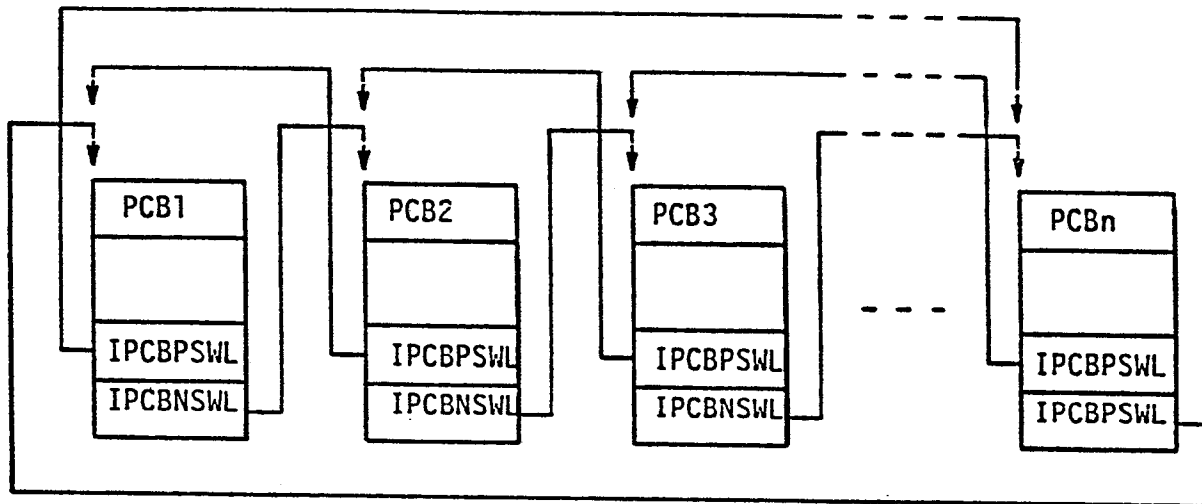 PCB1
IPCBPSWL
IPCBNSWL
PCB2
IPCBPSWL
IPCBNSWL
PCB3
IPCBPSWL
IPCBNSWL
PCBn
IPCBPSWL
IPCBPSWL